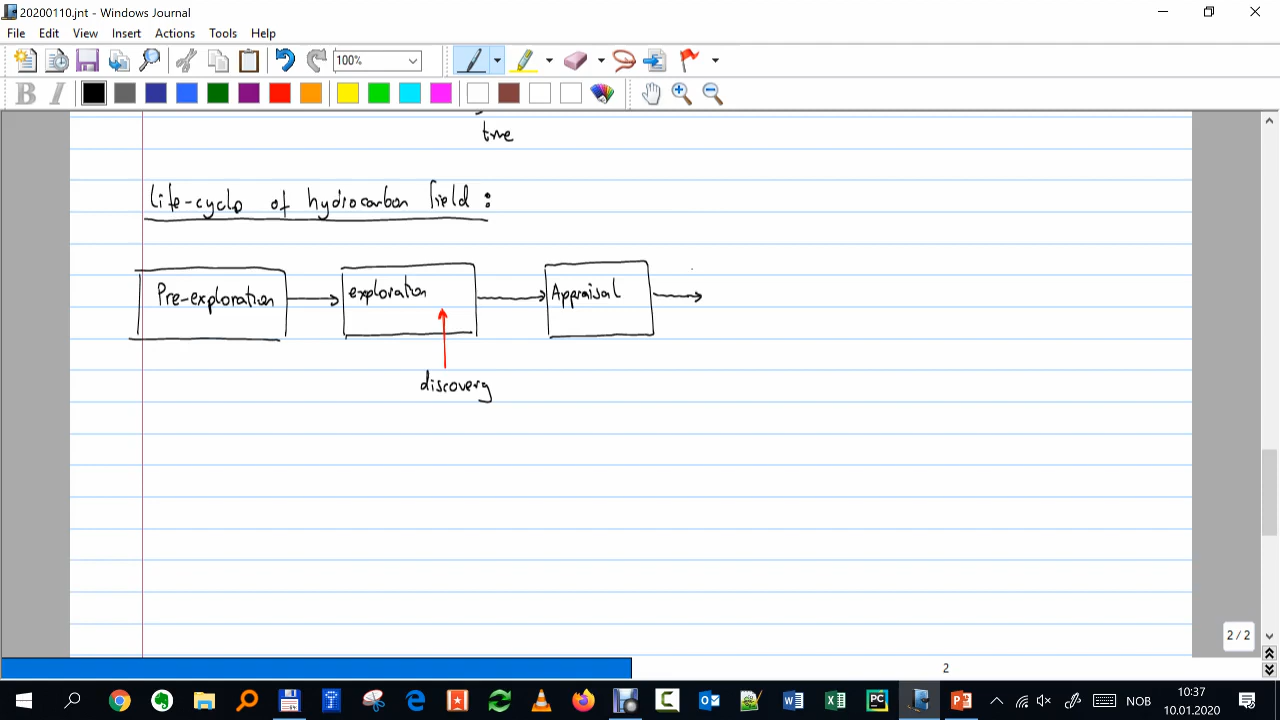 20200110.jnt - Windows Journal
File Edit View Insert Actions Tools Help
100%
B I
time
life-cycle of hydrocarbon field :
Pre-exploration exploration Appraisal
discovery
2 / 2
2
NOB
10:37
10.01.2020